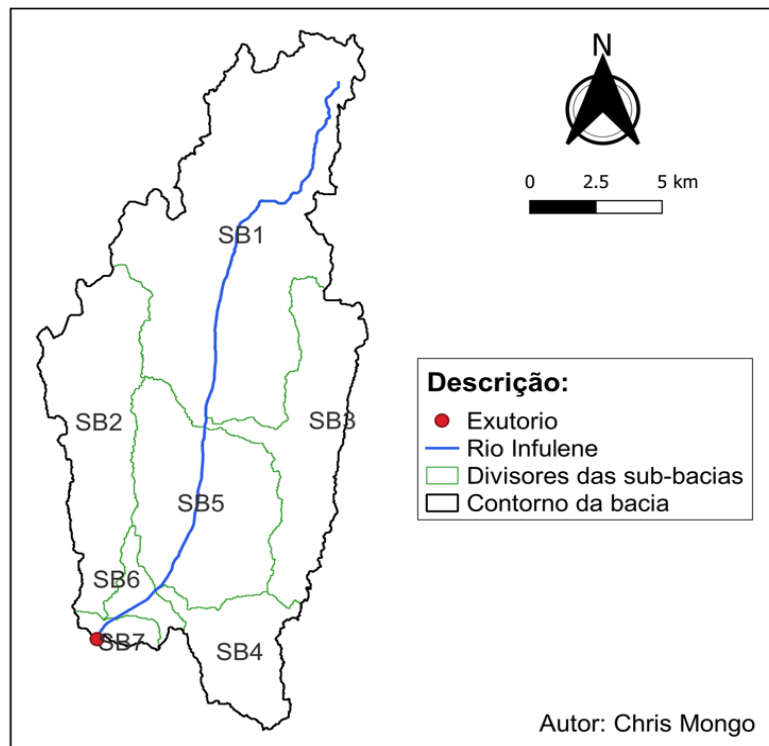 N
0 2.5 5 km
SB1
SB2
SB3
SB5
SB6
SB7
SB4
Descrição:
Exutorio
Rio Infulene
Divisores das sub-bacias
Contorno da bacia
Autor: Chris Mongo